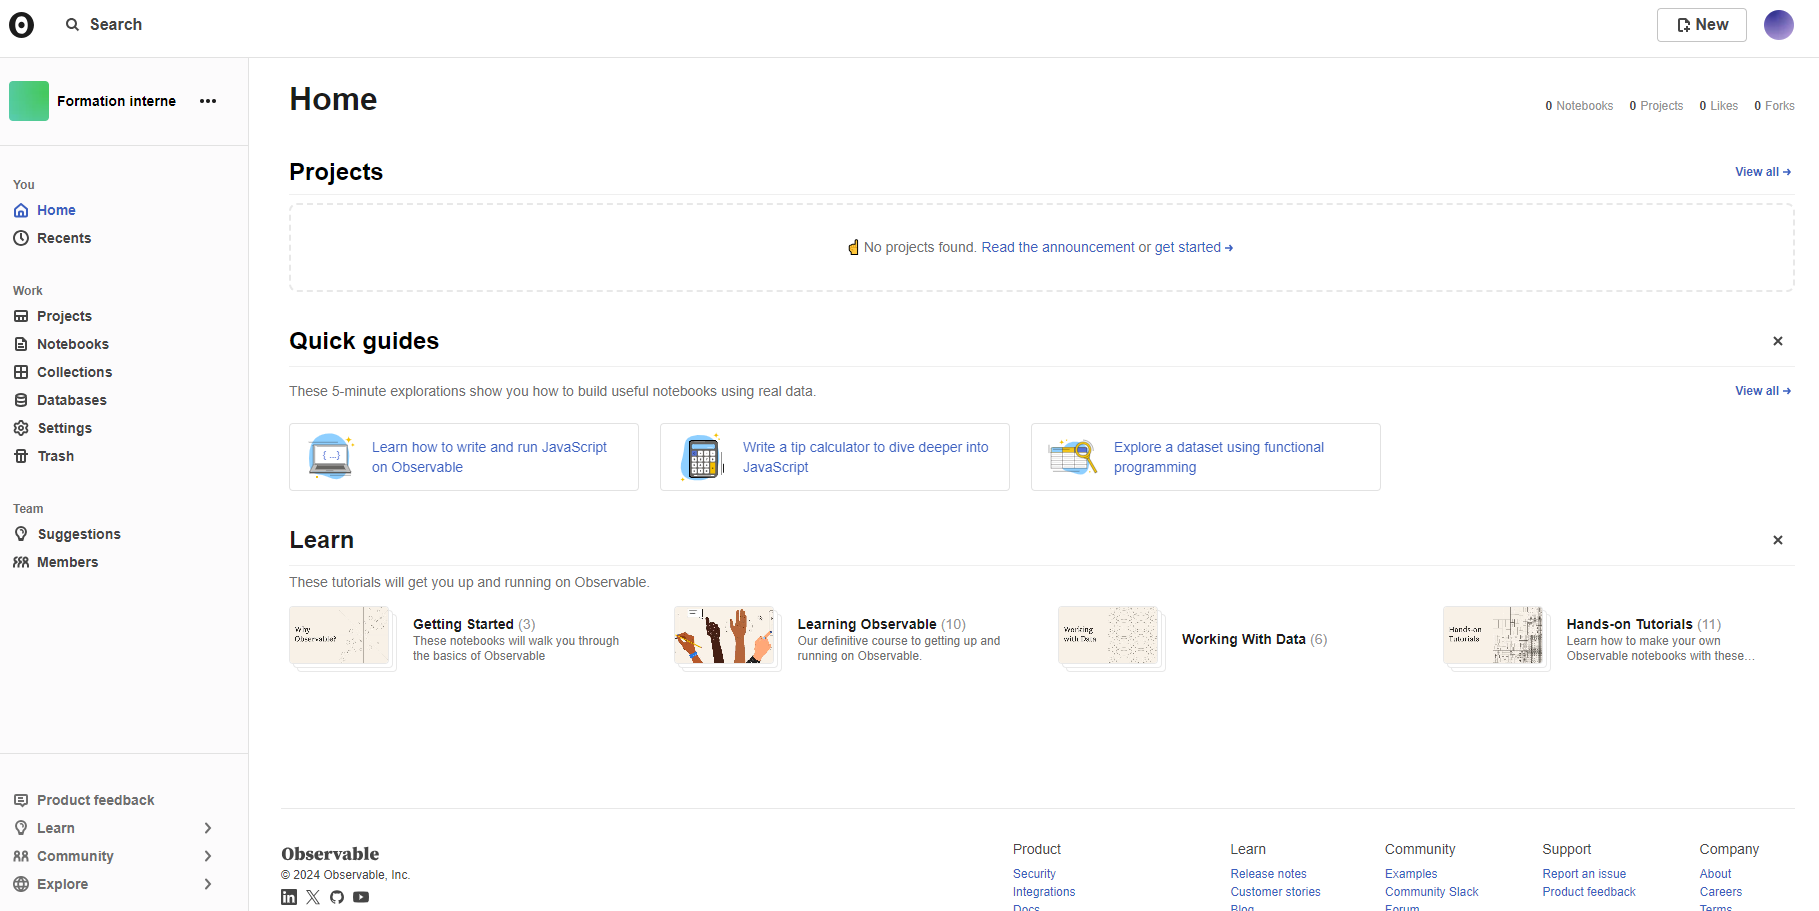 Search
New
Formation interne
Home
0 Notebooks 0 Projects 0 Likes 0 Forks
You
Home
Recents
Work
Projects
Notebooks
Collections
Databases
Settings
Trash
Team
Suggestions
Members
Product feedback
Learn
Community
Explore
Projects
View all →
No projects found. Read the announcement or get started →
Quick guides
These 5-minute explorations show you how to build useful notebooks using real data.
View all →
{ ... }
Learn how to write and run JavaScript
on Observable
Write a tip calculator to dive deeper into
JavaScript
Explore a dataset using functional
programming
Learn
These tutorials will get you up and running on Observable.
Why
Observable?
Getting Started (3)
These notebooks will walk you through
the basics of Observable
Learning Observable (10)
Our definitive course to getting up and
running on Observable.
Working
with Data
Working With Data (6)
Hands-on
Tutorials
Hands-on Tutorials (11)
Learn how to make your own
Observable notebooks with these…
Observable
© 2024 Observable, Inc.
Product
Security
Integrations
Docs
Learn
Release notes
Customer stories
Blog
Community
Examples
Community Slack
Forum
Support
Report an issue
Product feedback
Company
About
Careers
Terms